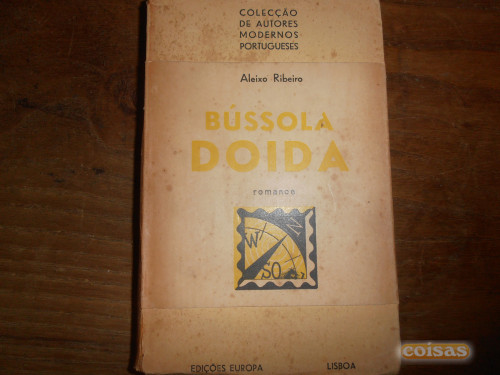 COLECÇÃO
DE AUTORES
MODERNOS
PORTUGUESES
Aleixo Ribeiro
BÚSSOLA
DOIDA
romance
N
W
SO
EDIÇÕES EUROPA LISBOA
coisas